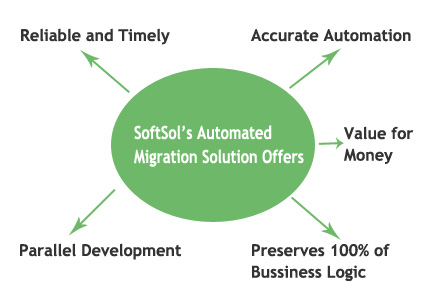 Reliable and Timely
Accurate Automation
SoftSol's Automated
Migration Solution Offers
Value for
Money
Parallel Development
Preserves 100% of
Bussiness Logic